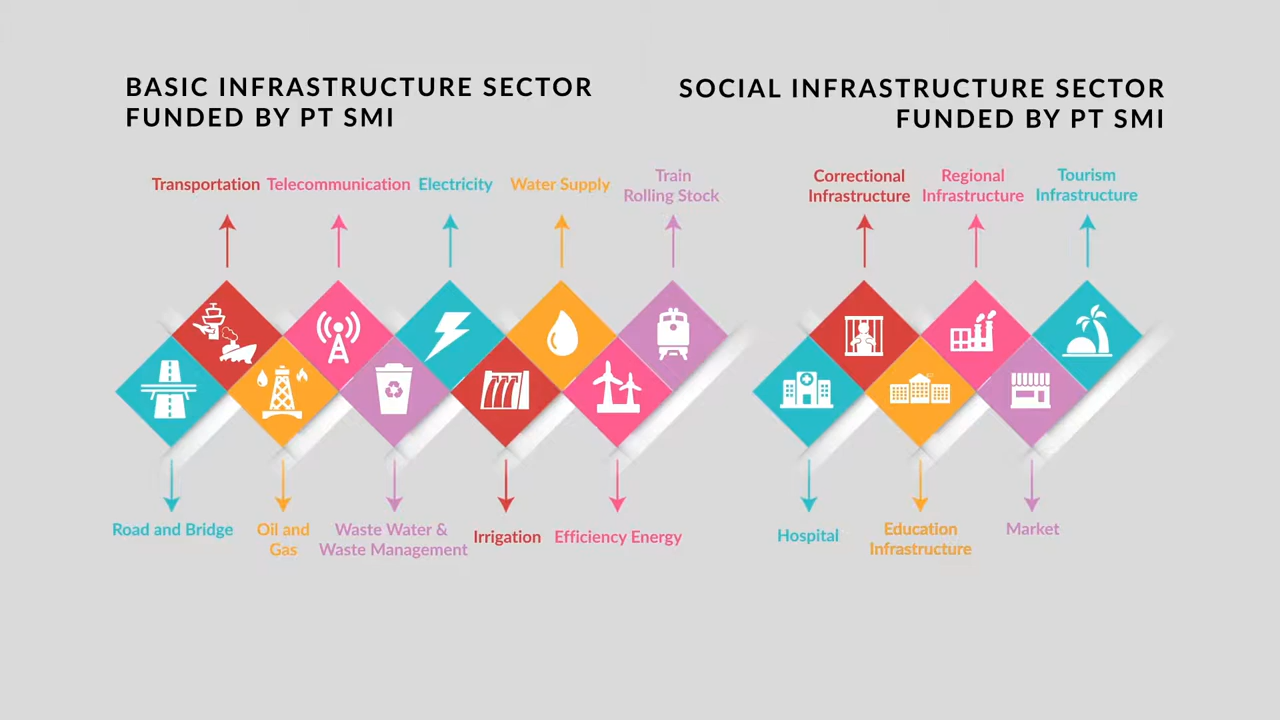 BASIC INFRASTRUCTURE SECTOR
FUNDED BY PT SMI
Transportation
Telecommunication
Electricity
Water Supply
Train
Rolling Stock
Road and Bridge
Oil and
Gas
Waste Water &
Waste Management
Irrigation
Efficiency Energy
SOCIAL INFRASTRUCTURE SECTOR
FUNDED BY PT SMI
Correctional
Infrastructure
Regional
Infrastructure
Tourism
Infrastructure
Hospital
Education
Infrastructure
Market